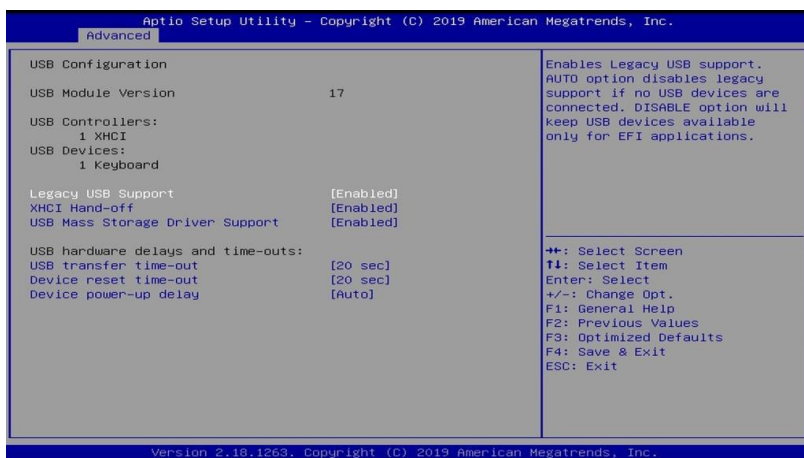 Aptio Setup Utility – Copyright (C) 2019 American Megatrends, Inc.
Advanced
USB Configuration
USB Module Version 17
USB Controllers:
1 XHCI
USB Devices:
1 Keyboard
Legacy USB Support [Enabled]
XHCI Hand-off [Enabled]
USB Mass Storage Driver Support [Enabled]
USB hardware delays and time-outs:
USB transfer time-out [20 sec]
Device reset time-out [20 sec]
Device power-up delay [Auto]
Enables Legacy USB support.
AUTO option disables legacy
support if no USB devices are
connected. DISABLE option will
keep USB devices available
only for EFI applications.
→←: Select Screen
↑↓: Select Item
Enter: Select
+/-: Change Opt.
F1: General Help
F2: Previous Values
F3: Optimized Defaults
F4: Save & Exit
ESC: Exit
Version 2.18.1263. Copyright (C) 2019 American Megatrends, Inc.